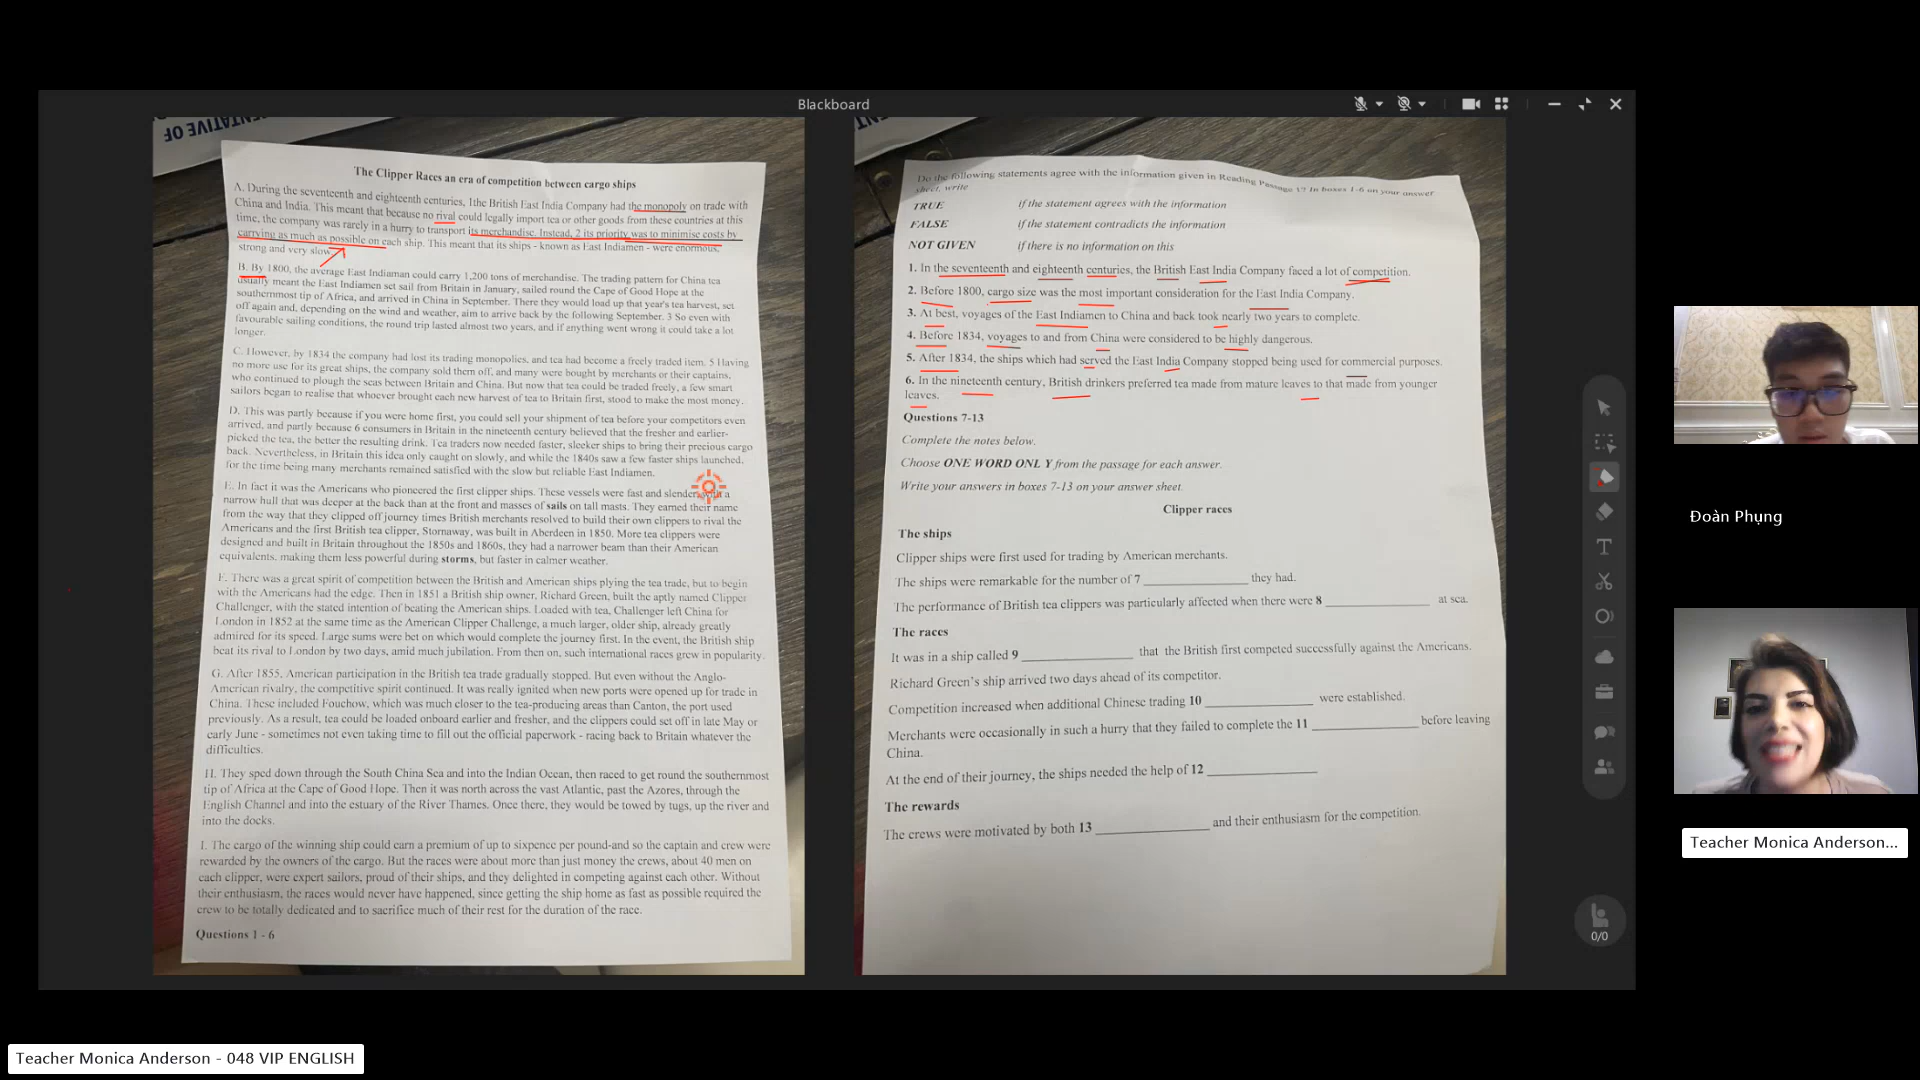 Blackboard
The Clipper Races an era of competition between cargo ships
A. During the seventeenth and eighteenth centuries, 1the British East India Company had the monopoly on trade with
China and India. This meant that because no rival could legally import tea or other goods from these countries at this
time, the company was rarely in a hurry to transport its merchandise. Instead, 2 its priority was to minimise costs by
carrying as much as possible on each ship. This meant that its ships - known as East Indiamen - were enormous,
strong and very slow.
B. By 1800, the average East Indiaman could carry 1,200 tons of merchandise. The trading pattern for China tea
usually meant the East Indiamen set sail from Britain in January, sailed round the Cape of Good Hope at the
southernmost tip of Africa, and arrived in China in September. There they would load up that year's tea harvest, set
off again and, depending on the wind and weather, aim to arrive back by the following September. 3 So even with
favourable sailing conditions, the round trip lasted almost two years, and if anything went wrong it could take a lot
longer.
C. However, by 1834 the company had lost its trading monopolies, and tea had become a freely traded item. 5 Having
no more use for its great ships, the company sold them off, and many were bought by merchants or their captains,
who continued to plough the seas between Britain and China. But now that tea could be traded freely, a few smart
sailors began to realise that whoever brought each new harvest of tea to Britain first, stood to make the most money.
D. This was partly because if you were home first, you could sell your shipment of tea before your competitors even
arrived, and partly because 6 consumers in Britain in the nineteenth century believed that the fresher and earlier-
picked the tea, the better the resulting drink. Tea traders now needed faster, sleeker ships to bring their precious cargo
back. Nevertheless, in Britain this idea only caught on slowly, and while the 1840s saw a few faster ships launched,
for the time being many merchants remained satisfied with the slow but reliable East Indiamen.
E. In fact it was the Americans who pioneered the first clipper ships. These vessels were fast and slender, with a
narrow hull that was deeper at the back than at the front and masses of sails on tall masts. They earned their name
from the way that they clipped off journey times British merchants resolved to build their own clippers to rival the
Americans and the first British tea clipper, Stornaway, was built in Aberdeen in 1850. More tea clippers were
designed and built in Britain throughout the 1850s and 1860s, they had a narrower beam than their American
equivalents, making them less powerful during storms, but faster in calmer weather.
F. There was a great spirit of competition between the British and American ships plying the tea trade, but to begin
with the Americans had the edge. Then in 1851 a British ship owner, Richard Green, built the aptly named Clipper
Challenger, with the stated intention of beating the American ships. Loaded with tea, Challenger left China for
London in 1852 at the same time as the American Clipper Challenge, a much larger, older ship, already greatly
admired for its speed. Large sums were bet on which would complete the journey first. In the event, the British ship
beat its rival to London by two days, amid much jubilation. From then on, such international races grew in popularity.
G. After 1855, American participation in the British tea trade gradually stopped. But even without the Anglo-
American rivalry, the competitive spirit continued. It was really ignited when new ports were opened up for trade in
China. These included Fouchow, which was much closer to the tea-producing areas than Canton, the port used
previously. As a result, tea could be loaded onboard earlier and fresher, and the clippers could set off in late May or
early June - sometimes not even taking time to fill out the official paperwork - racing back to Britain whatever the
difficulties.
H. They sped down through the South China Sea and into the Indian Ocean, then raced to get round the southernmost
tip of Africa at the Cape of Good Hope. Then it was north across the vast Atlantic, past the Azores, through the
English Channel and into the estuary of the River Thames. Once there, they would be towed by tugs, up the river and
into the docks.
I. The cargo of the winning ship could earn a premium of up to sixpence per pound-and so the captain and crew were
rewarded by the owners of the cargo. But the races were about more than just money the crews, about 40 men on
each clipper, were expert sailors, proud of their ships, and they delighted in competing against each other. Without
their enthusiasm, the races would never have happened, since getting the ship home as fast as possible required the
crew to be totally dedicated and to sacrifice much of their rest for the duration of the race.
Questions 1 - 6
Do the following statements agree with the information given in Reading Passage 1? In boxes 1-6 on your answer
sheet, write
TRUE if the statement agrees with the information
FALSE if the statement contradicts the information
NOT GIVEN if there is no information on this
1. In the seventeenth and eighteenth centuries, the British East India Company faced a lot of competition.
2. Before 1800, cargo size was the most important consideration for the East India Company.
3. At best, voyages of the East Indiamen to China and back took nearly two years to complete.
4. Before 1834, voyages to and from China were considered to be highly dangerous.
5. After 1834, the ships which had served the East India Company stopped being used for commercial purposes.
6. In the nineteenth century, British drinkers preferred tea made from mature leaves to that made from younger
leaves.
Questions 7-13
Complete the notes below.
Choose ONE WORD ONLY from the passage for each answer.
Write your answers in boxes 7-13 on your answer sheet.
Clipper races
The ships
Clipper ships were first used for trading by American merchants.
The ships were remarkable for the number of 7 ____________ they had.
The performance of British tea clippers was particularly affected when there were 8 ____________ at sea.
The races
It was in a ship called 9 ____________ that the British first competed successfully against the Americans.
Richard Green's ship arrived two days ahead of its competitor.
Competition increased when additional Chinese trading 10 ____________ were established.
Merchants were occasionally in such a hurry that they failed to complete the 11 ____________ before leaving
China.
At the end of their journey, the ships needed the help of 12 ____________
The rewards
The crews were motivated by both 13 ____________ and their enthusiasm for the competition.
0/0
Đoàn Phụng
Teacher Monica Anderson...
Teacher Monica Anderson - 048 VIP ENGLISH